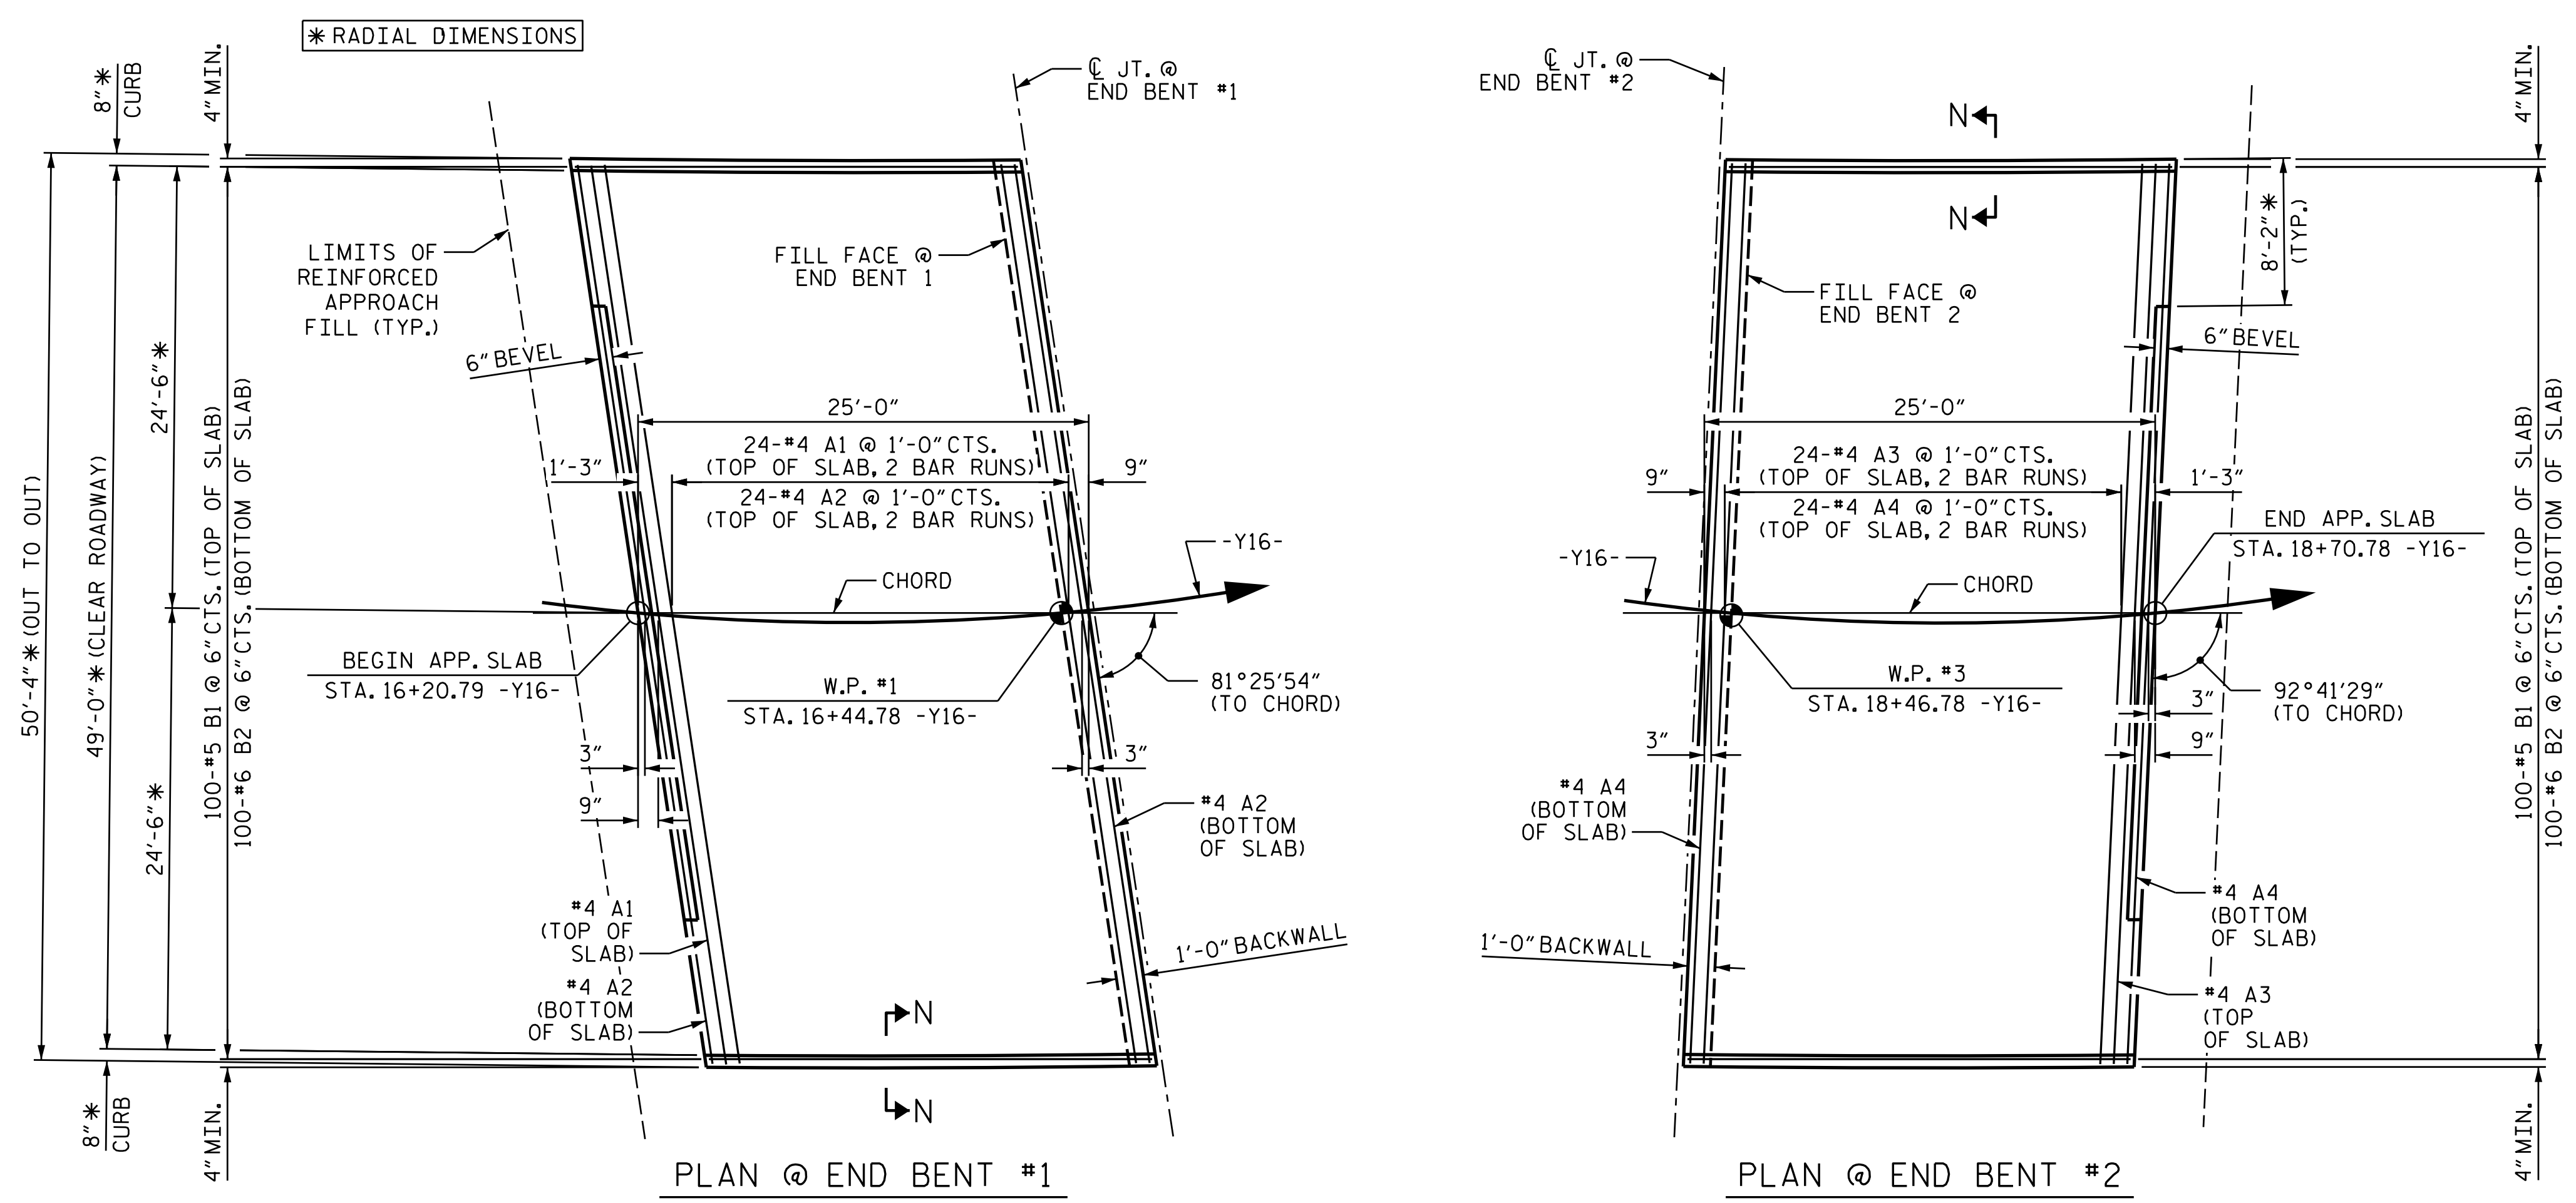 ✳ RADIAL DIMENSIONS
8"✳
CURB
4" MIN.
℄ JT. @
END BENT #1
LIMITS OF
REINFORCED
APPROACH
FILL (TYP.)
FILL FACE @
END BENT 1
6" BEVEL
50'-4"✳ (OUT TO OUT)
49'-0"✳ (CLEAR ROADWAY)
24'-6"✳
24'-6"✳
100-#5 B1 @ 6" CTS. (TOP OF SLAB)
100-#6 B2 @ 6" CTS. (BOTTOM OF SLAB)
25'-0"
24-#4 A1 @ 1'-0" CTS.
(TOP OF SLAB, 2 BAR RUNS)
24-#4 A2 @ 1'-0" CTS.
(TOP OF SLAB, 2 BAR RUNS)
1'-3"
9"
-Y16-
CHORD
BEGIN APP. SLAB
STA. 16+20.79 -Y16-
W.P. #1
STA. 16+44.78 -Y16-
81°25'54"
(TO CHORD)
3"
3"
9"
#4 A2
(BOTTOM
OF SLAB)
#4 A1
(TOP OF
SLAB)
#4 A2
(BOTTOM
OF SLAB)
1'-0" BACKWALL
N
N
8"✳
CURB
4" MIN.
PLAN @ END BENT #1
℄ JT. @
END BENT #2
N
N
4" MIN.
8'-2"✳
(TYP.)
FILL FACE @
END BENT 2
6" BEVEL
25'-0"
24-#4 A3 @ 1'-0" CTS.
(TOP OF SLAB, 2 BAR RUNS)
24-#4 A4 @ 1'-0" CTS.
(TOP OF SLAB, 2 BAR RUNS)
9"
1'-3"
END APP. SLAB
STA. 18+70.78 -Y16-
-Y16-
CHORD
W.P. #3
STA. 18+46.78 -Y16-
92°41'29"
(TO CHORD)
3"
9"
3"
#4 A4
(BOTTOM
OF SLAB)
#4 A4
(BOTTOM
OF SLAB)
1'-0" BACKWALL
#4 A3
(TOP
OF SLAB)
100-#5 B1 @ 6" CTS. (TOP OF SLAB)
100-#6 B2 @ 6" CTS. (BOTTOM OF SLAB)
4" MIN.
PLAN @ END BENT #2